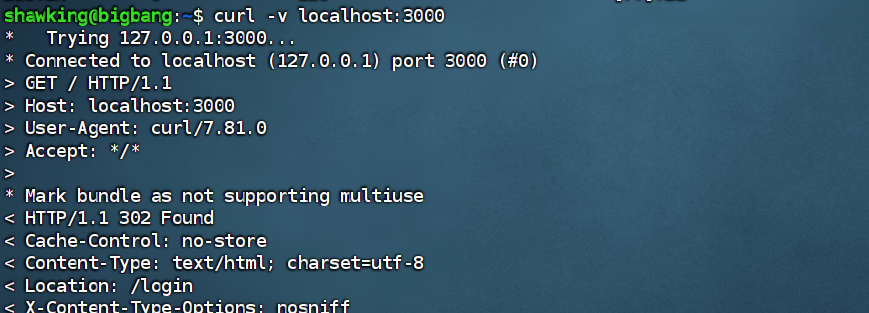 shawking@bigbang:~$ curl -v localhost:3000
*   Trying 127.0.0.1:3000...
* Connected to localhost (127.0.0.1) port 3000 (#0)
> GET / HTTP/1.1
> Host: localhost:3000
> User-Agent: curl/7.81.0
> Accept: */*
>
* Mark bundle as not supporting multiuse
< HTTP/1.1 302 Found
< Cache-Control: no-store
< Content-Type: text/html; charset=utf-8
< Location: /login
< X-Content-Type-Options: nosniff